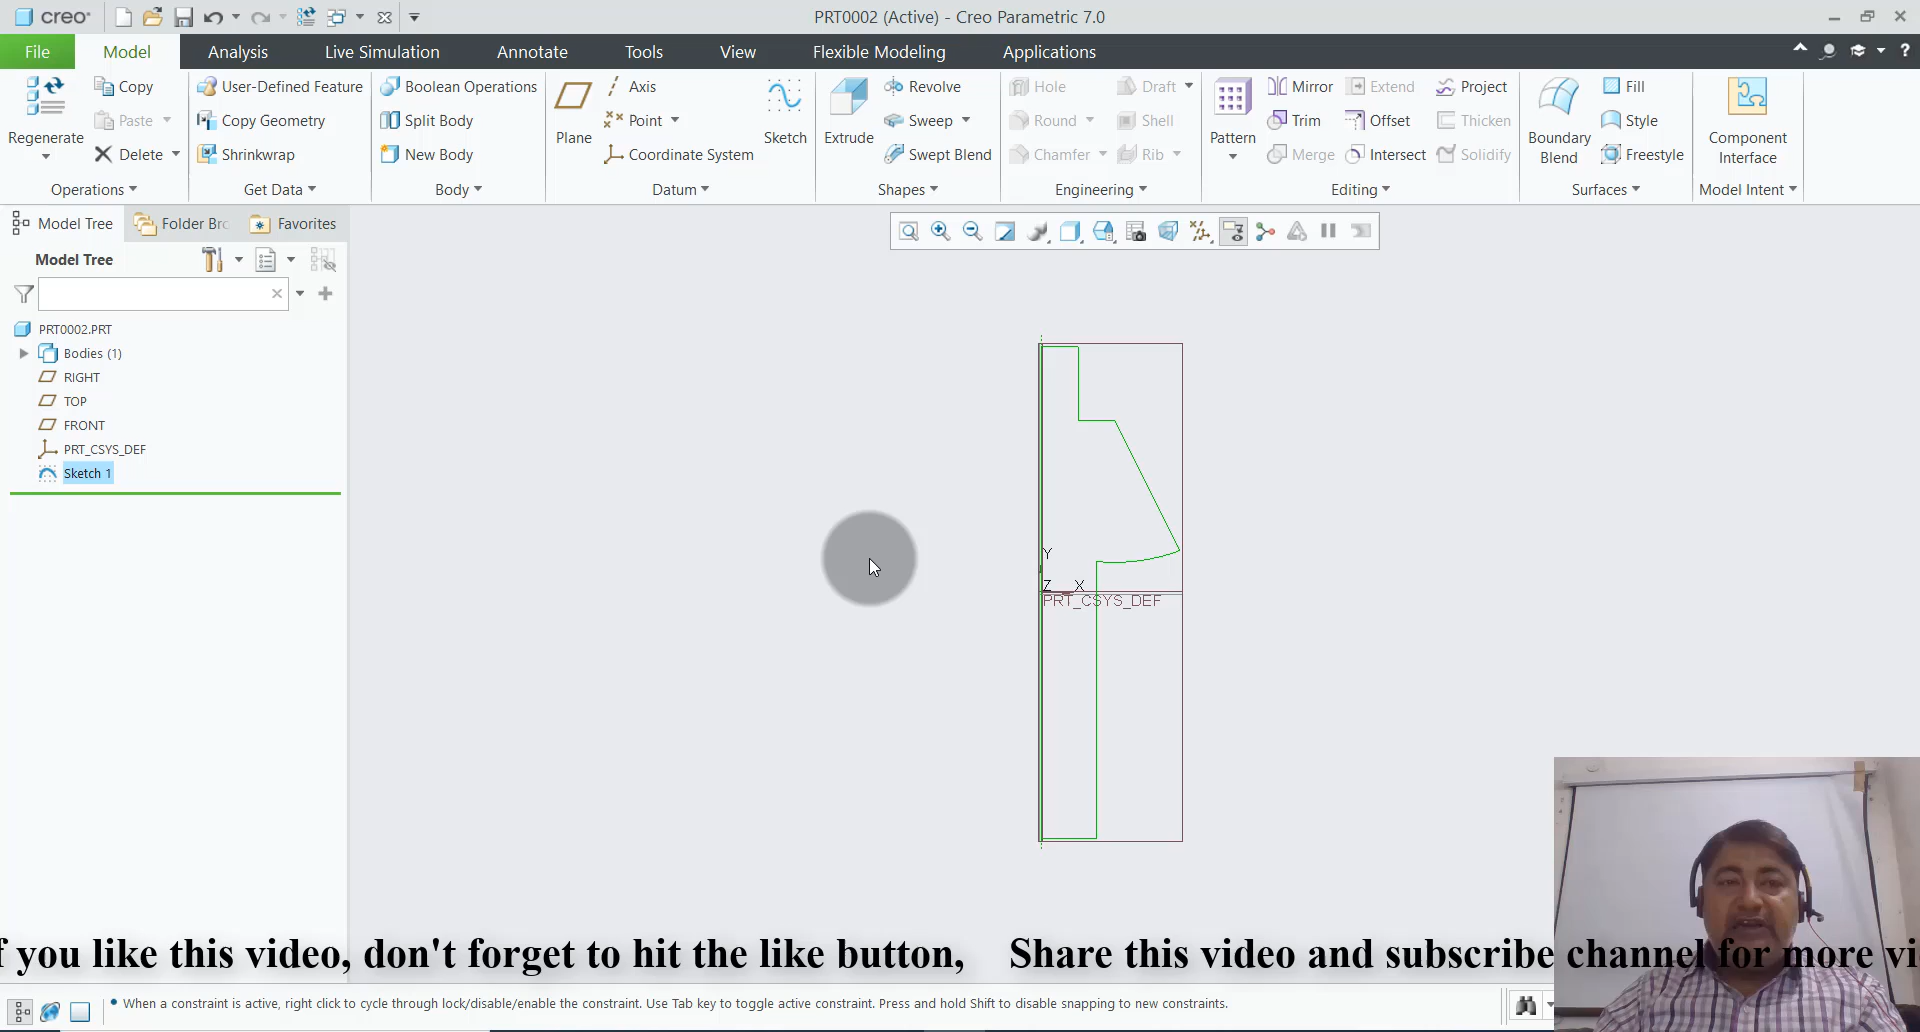 creo®
PRT0002 (Active) - Creo Parametric 7.0
File Model Analysis Live Simulation Annotate Tools View Flexible Modeling Applications
Regenerate
Copy
Paste
Delete
Operations
User-Defined Feature
Copy Geometry
Shrinkwrap
Get Data
Boolean Operations
Split Body
New Body
Body
Plane
Axis
Point
Coordinate System
Sketch
Datum
Extrude
Revolve
Sweep
Swept Blend
Shapes
Hole
Round
Chamfer
Draft
Shell
Rib
Engineering
Pattern
Mirror
Trim
Merge
Extend
Offset
Intersect
Project
Thicken
Solidify
Editing
Boundary
Blend
Fill
Style
Freestyle
Surfaces
Component
Interface
Model Intent
Model Tree Folder Brc Favorites
Model Tree
PRT0002.PRT
Bodies (1)
RIGHT
TOP
FRONT
PRT_CSYS_DEF
Sketch 1
Y
Z X
PRT_CSYS_DEF
f you like this video, don't forget to hit the like button, Share this video and subscribe channel for more vi
When a constraint is active, right click to cycle through lock/disable/enable the constraint. Use Tab key to toggle active constraint. Press and hold Shift to disable snapping to new constraints.